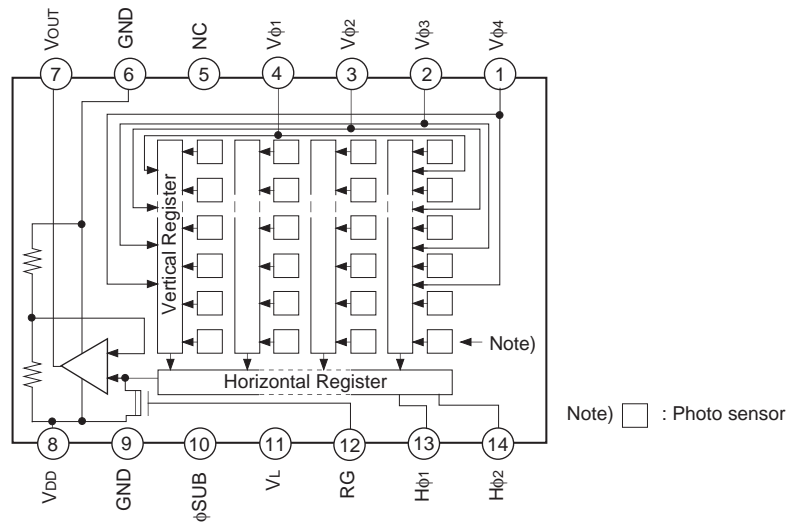 VOUT
GND
NC
Vϕ1
Vϕ2
Vϕ3
Vϕ4
7
6
5
4
3
2
1
Vertical Register
Note)
Horizontal Register
Note) : Photo sensor
8
9
10
11
12
13
14
VDD
GND
ϕSUB
VL
RG
Hϕ1
Hϕ2